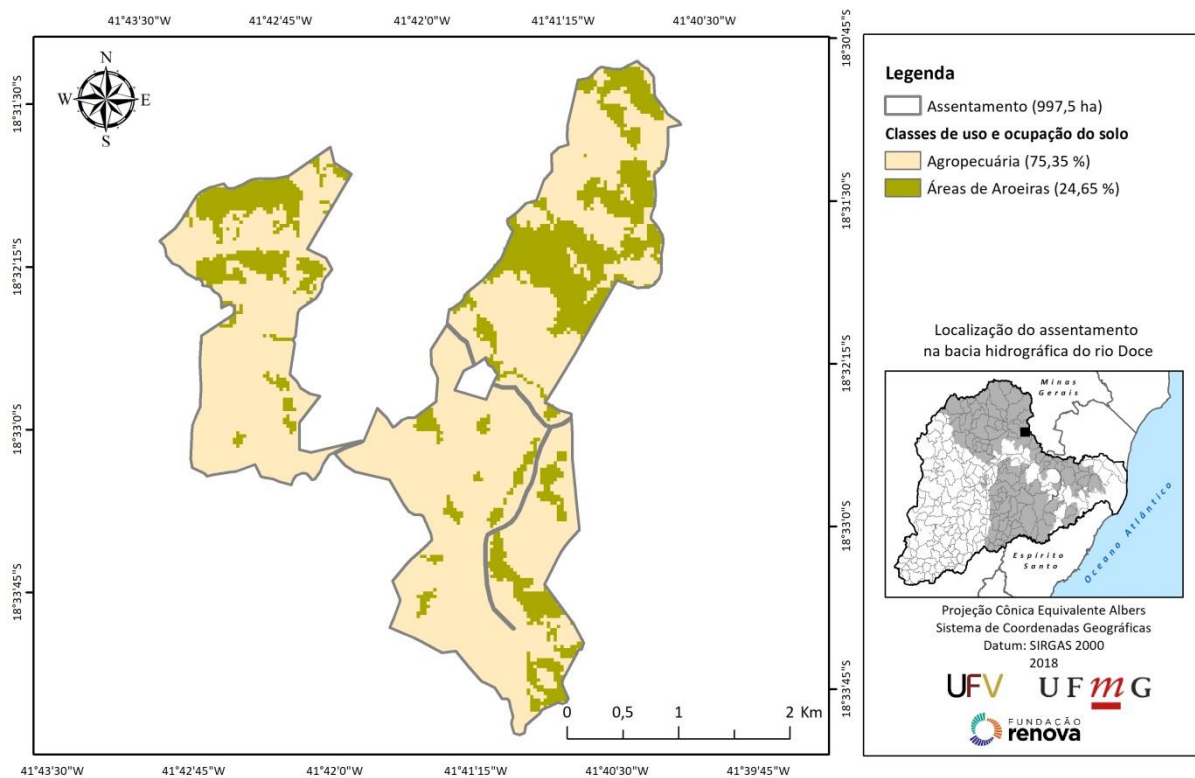 41°43'30"W 41°42'45"W 41°42'0"W 41°41'15"W 41°40'30"W
18°30'45"S
18°31'30"S
18°31'30"S
18°32'15"S
18°32'15"S
18°33'0"S
18°33'0"S
18°33'45"S
18°33'45"S
N
W E
S
0 0,5 1 2 Km
41°43'30"W 41°42'45"W 41°42'0"W 41°41'15"W 41°40'30"W 41°39'45"W
Legenda
Assentamento (997,5 ha)
Classes de uso e ocupação do solo
Agropecuária (75,35 %)
Áreas de Aroeiras (24,65 %)
Localização do assentamento
na bacia hidrográfica do rio Doce
Minas
Gerais
Espírito
Santo
Oceano Atlântico
Projeção Cônica Equivalente Albers
Sistema de Coordenadas Geográficas
Datum: SIRGAS 2000
2018
UFV UFmG
FUNDAÇÃO
renova